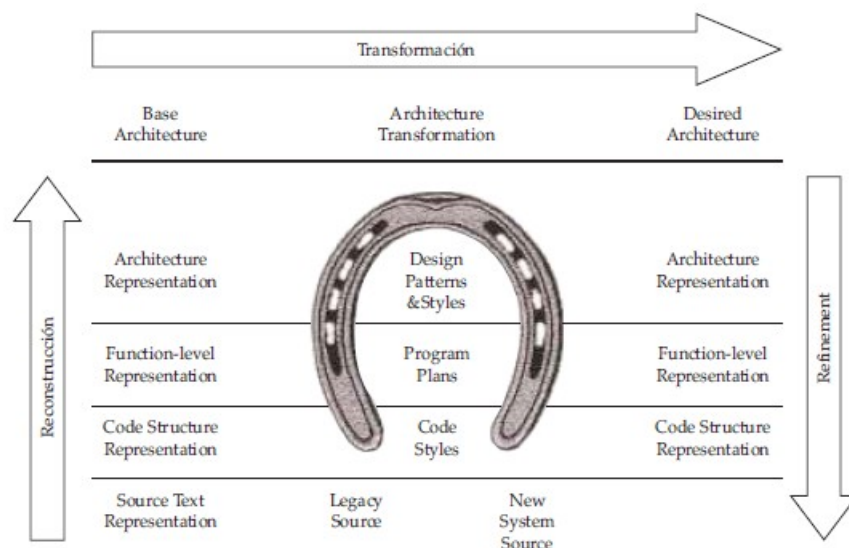 Transformación
Base
Architecture
Architecture
Transformation
Desired
Architecture
Reconstrucción
Architecture
Representation
Design
Patterns
&Styles
Architecture
Representation
Refinement
Function-level
Representation
Program
Plans
Function-level
Representation
Code Structure
Representation
Code
Styles
Code Structure
Representation
Source Text
Representation
Legacy
Source
New
System
Source